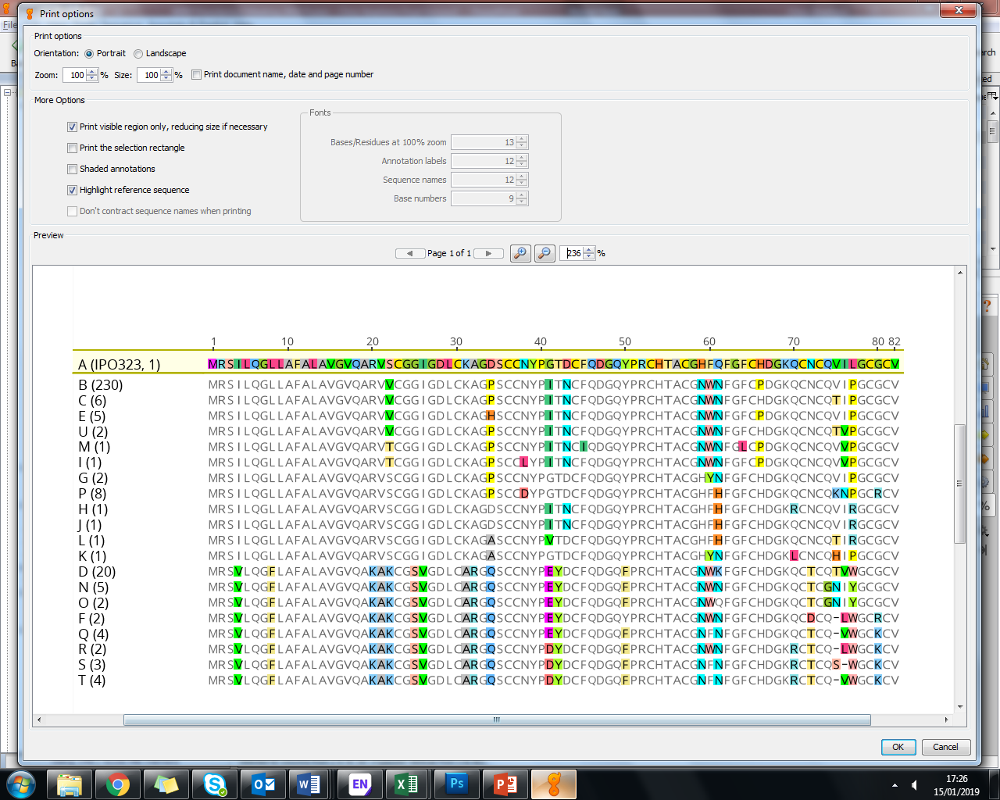 Print options
File
Print options
Orientation: Portrait Landscape
Zoom: 100 % Size: 100 % Print document name, date and page number
More Options
Print visible region only, reducing size if necessary
Print the selection rectangle
Shaded annotations
Highlight reference sequence
Don't contract sequence names when printing
Fonts
Bases/Residues at 100% zoom 13
Annotation labels 12
Sequence names 12
Base numbers 9
Preview
Page 1 of 1 236 %
1 10 20 30 40 50 60 70 80 82
A (IPO323, 1) MRSILQGLLAFALAVGVQARVSCGGIGDLCKAGDSCCNYPGTDCFQDGQYPRCHTACGHFQFGFCHDGKQCNCQVILGCGCV
B (230) MRSILQGLLAFALAVGVQARVVCGGIGDLCKAGPSCCNYPITNCFQDGQYPRCHTACGNWNFGFCPDGKQCNCQVIPGCGCV
C (6) MRSILQGLLAFALAVGVQARVVCGGIGDLCKAGPSCCNYPITNCFQDGQYPRCHTACGNWNFGFCHDGKQCNCQTIPGCGCV
E (5) MRSILQGLLAFALAVGVQARVVCGGIGDLCKAGHSCCNYPITNCFQDGQYPRCHTACGNWNFGFCPDGKQCNCQVIPGCGCV
U (2) MRSILQGLLAFALAVGVQARVVCGGIGDLCKAGPSCCNYPITNCFQDGQYPRCHTACGNWNFGFCHDGKQCNCQTVPGCGCV
M (1) MRSILQGLLAFALAVGVQARVTCGGIGDLCKAGPSCCNYPITNCIQDGQYPRCHTACGNWNFGLCPDGKQCNCQVVPGCGCV
I (1) MRSILQGLLAFALAVGVQARVTCGGIGDLCKAGPSCCLYPITNCFQDGQYPRCHTACGNWNFGFCPDGKQCNCQVVPGCGCV
G (2) MRSILQGLLAFALAVGVQARVSCGGIGDLCKAGPSCCNYPGTDCFQDGQYPRCHTACGHYNFGFCHDGKQCNCQVIPGCGCV
P (8) MRSILQGLLAFALAVGVQARVSCGGIGDLCKAGPSCCDYPGTDCFQDGQYPRCHTACGHFHFGFCHDGKQCNCQKNPGCRCV
H (1) MRSILQGLLAFALAVGVQARVSCGGIGDLCKAGDSCCNYPITNCFQDGQYPRCHTACGHFHFGFCHDGKRCNCQVIRGCGCV
J (1) MRSILQGLLAFALAVGVQARVSCGGIGDLCKAGDSCCNYPITNCFQDGQYPRCHTACGHFHFGFCHDGKQCNCQVIRGCGCV
L (1) MRSILQGLLAFALAVGVQARVSCGGIGDLCKAGASCCNYPVTDCFQDGQYPRCHTACGHFHFGFCHDGKQCNCQTIRGCGCV
K (1) MRSILQGLLAFALAVGVQARVSCGGIGDLCKAGASCCNYPGTDCFQDGQYPRCHTACGHYNFGFCHDGKLCNCQHIPGCGCV
D (20) MRSVLQGFLAFALAVGVQAKAKCGSVGDLCARGQSCCNYPEYDCFQDGQFPRCHTACGNWKFGFCHDGKQCTCQTVWGCGCV
N (5) MRSVLQGFLAFALAVGVQAKAKCGSVGDLCARGQSCCNYPEYDCFQDGQYPRCHTACGNWNFGFCHDGKQCTCGNIYGCGCV
O (2) MRSVLQGFLAFALAVGVQAKAKCGSVGDLCARGQSCCNYPEYDCFQDGQFPRCHTACGNWQFGFCHDGKQCTCGNIYGCGCV
F (2) MRSVLQGFLAFALAVGVQAKAKCGSVGDLCARGQSCCNYPEYDCFQDGQYPRCHTACGNWNFGFCHDGKQCDCQ-LWGCRCV
Q (4) MRSVLQGFLAFALAVGVQAKAKCGSVGDLCARGQSCCNYPEYDCFQDGQFPRCHTACGNFNFGFCHDGKQCTCQ-VWGCKCV
R (2) MRSVLQGFLAFALAVGVQAKAKCGSVGDLCARGQSCCNYPDYDCFQDGQYPRCHTACGNWNFGFCHDGKRCTCQ-LWGCKCV
S (3) MRSVLQGFLAFALAVGVQAKAKCGSVGDLCARGQSCCNYPDYDCFQDGQFPRCHTACGNFNFGFCHDGKRCTCQS-WGCKCV
T (4) MRSVLQGFLAFALAVGVQAKAKCGSVGDLCARGQSCCNYPDYDCFQDGQFPRCHTACGNFNFGFCHDGKRCTCQ-VWGCKCV
OK Cancel
EN
Ps
17:26
15/01/2019